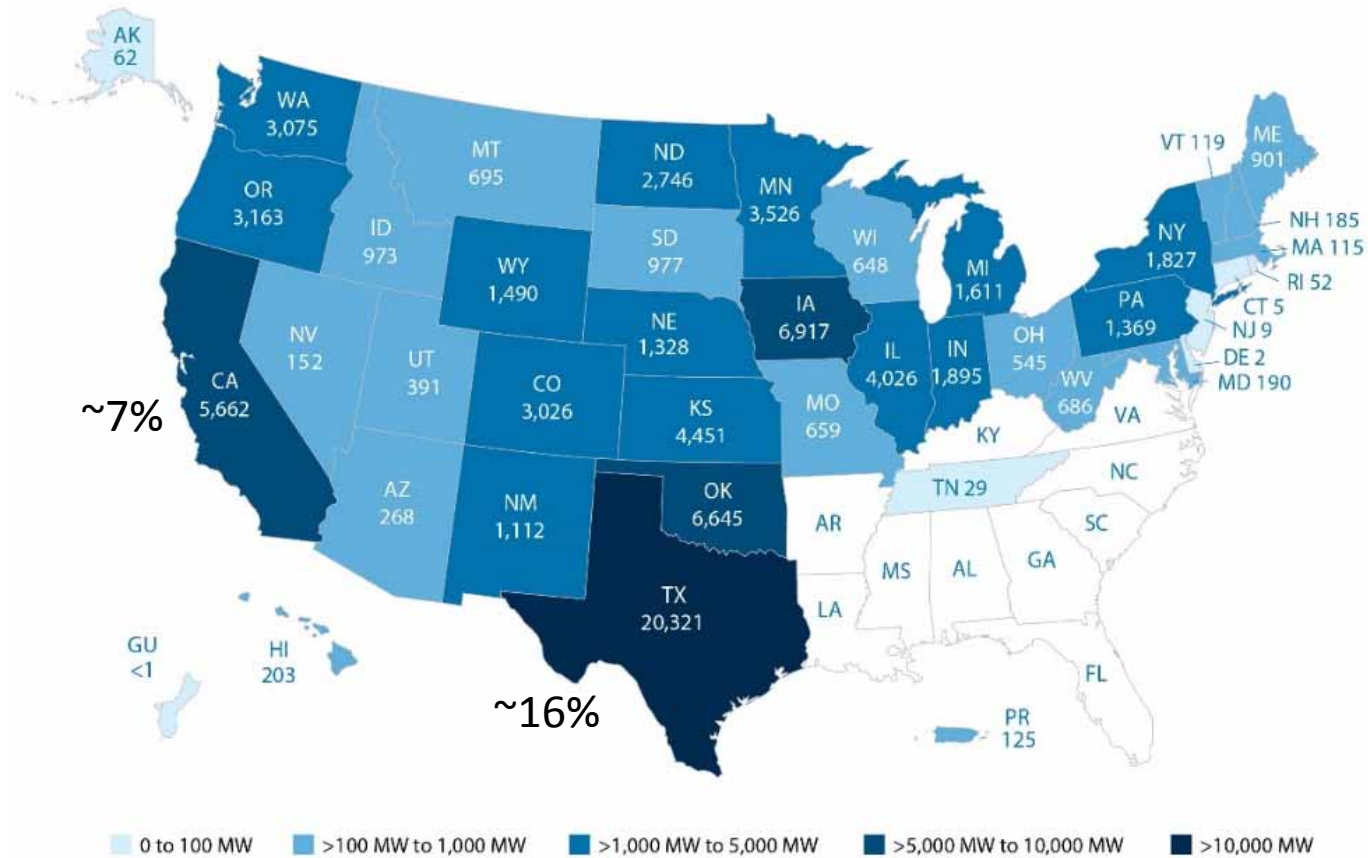 AK
62
WA
3,075
MT
695
ND
2,746
MN
3,526
VT 119
ME
901
OR
3,163
ID
973
SD
977
WI
648
MI
1,611
NY
1,827
NH 185
MA 115
RI 52
CT 5
NJ 9
DE 2
MD 190
WY
1,490
IA
6,917
PA
1,369
NE
1,328
NV
152
UT
391
CO
3,026
IL
4,026
IN
1,895
OH
545
WV
686
VA
CA
5,662
~7%
KS
4,451
MO
659
KY
NC
TN 29
AZ
268
NM
1,112
OK
6,645
AR
SC
MS
AL
GA
LA
TX
20,321
~16%
GU
<1
HI
203
FL
PR
125
0 to 100 MW
>100 MW to 1,000 MW
>1,000 MW to 5,000 MW
>5,000 MW to 10,000 MW
>10,000 MW